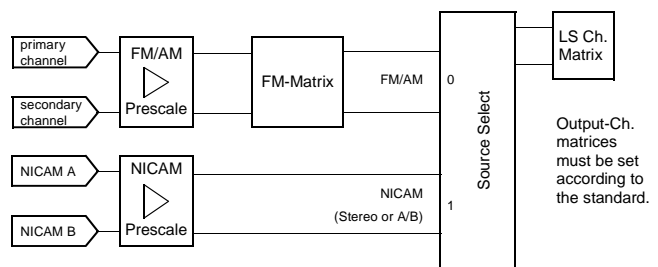 primary
channel
secondary
channel
FM/AM
Prescale
FM-Matrix
FM/AM
0
Source Select
LS Ch.
Matrix
NICAM A
NICAM B
NICAM
Prescale
NICAM
(Stereo or A/B)
1
Output-Ch.
matrices
must be set
according to
the standard.